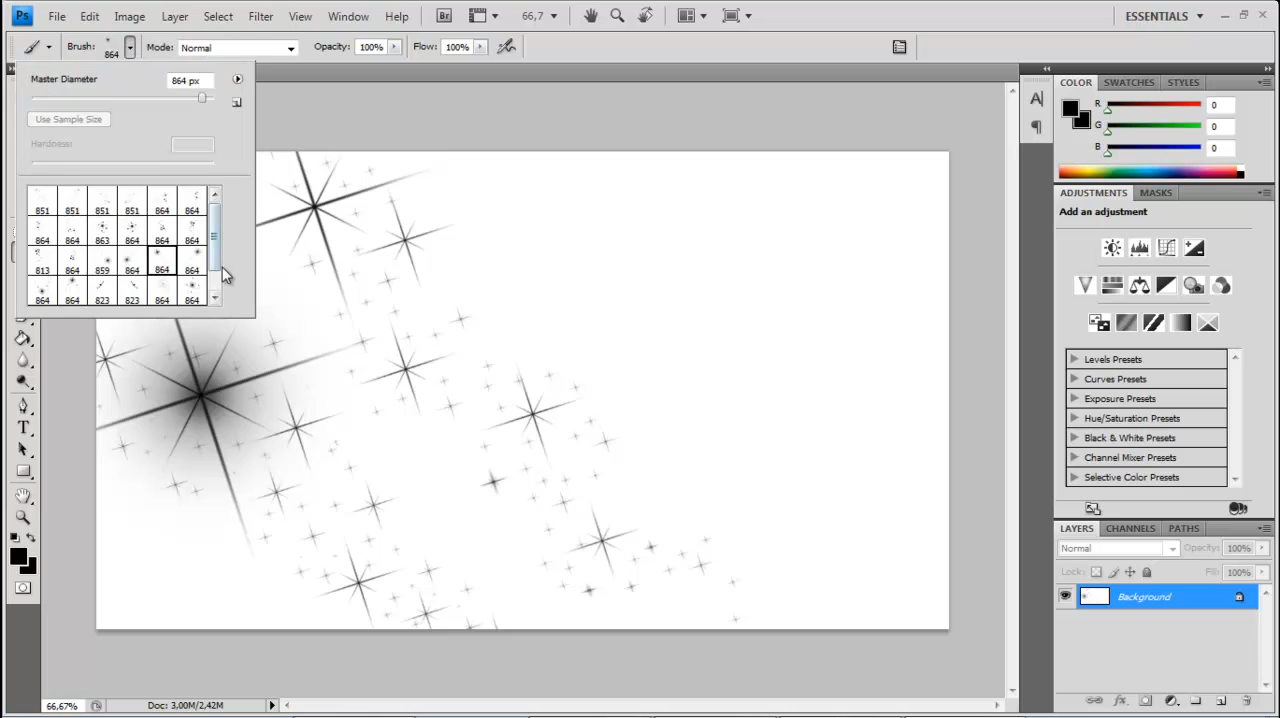 Ps File Edit Image Layer Select Filter View Window Help Br 66,7 ESSENTIALS
Brush: 864 Mode: Normal Opacity: 100% Flow: 100%
Master Diameter 864 px
Use Sample Size
Hardness:
851 851 851 851 864 864
864 864 863 864 864 864
813 864 859 864 864 864
864 864 823 823 864 864
COLOR SWATCHES STYLES
R 0
G 0
B 0
ADJUSTMENTS MASKS
Add an adjustment
Levels Presets
Curves Presets
Exposure Presets
Hue/Saturation Presets
Black & White Presets
Channel Mixer Presets
Selective Color Presets
LAYERS CHANNELS PATHS
Normal Opacity: 100%
Lock: Fill: 100%
Background
66,67% Doc: 3,00M/2,42M